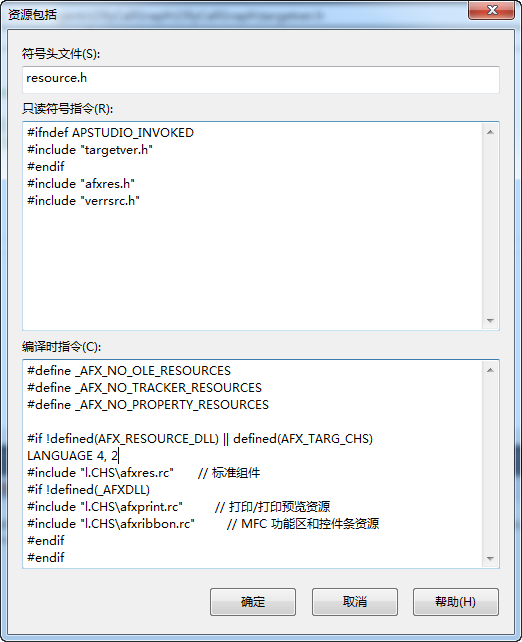 资源包括
符号头文件(S):
resource.h
只读符号指令(R):
#ifndef APSTUDIO_INVOKED
#include "targetver.h"
#endif
#include "afxres.h"
#include "verrsrc.h"
编译时指令(C):
#define _AFX_NO_OLE_RESOURCES
#define _AFX_NO_TRACKER_RESOURCES
#define _AFX_NO_PROPERTY_RESOURCES
#if !defined(AFX_RESOURCE_DLL) || defined(AFX_TARG_CHS)
LANGUAGE 4, 2
#include "l.CHS\afxres.rc" // 标准组件
#if !defined(_AFXDLL)
#include "l.CHS\afxprint.rc" // 打印/打印预览资源
#include "l.CHS\afxribbon.rc" // MFC 功能区和控件条资源
#endif
#endif
确定 取消 帮助(H)